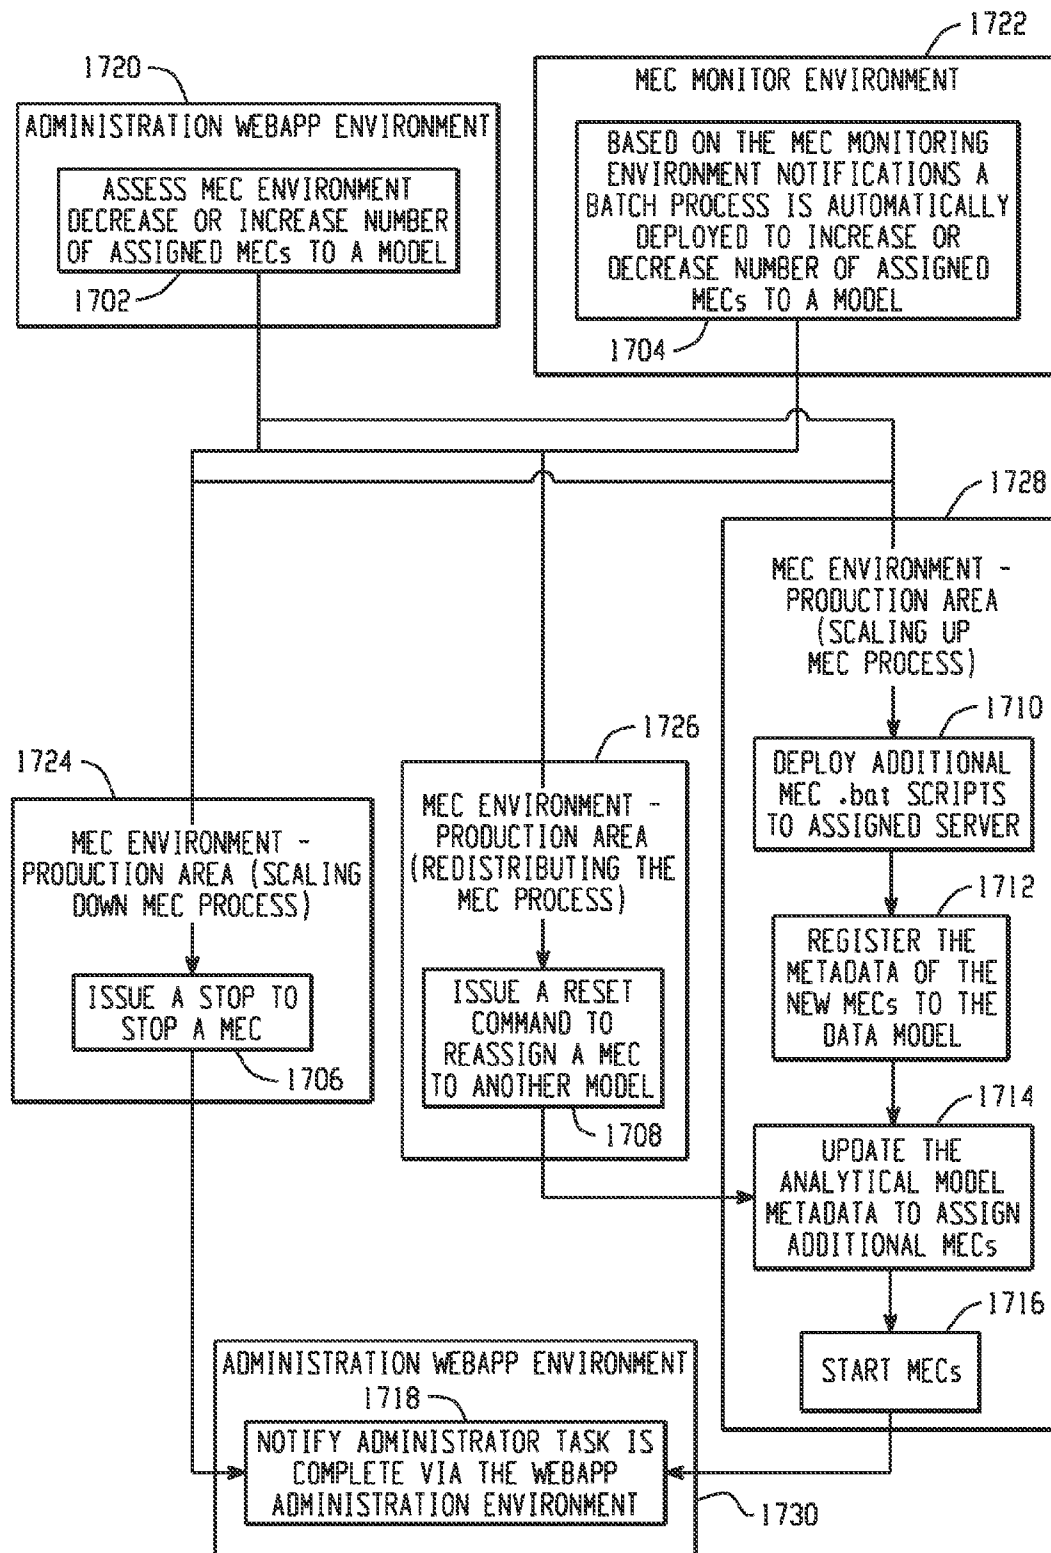 1720
ADMINISTRATION WEBAPP ENVIRONMENT
ASSESS MEC ENVIRONMENT
DECREASE OR INCREASE NUMBER
OF ASSIGNED MECs TO A MODEL
1702
1722
MEC MONITOR ENVIRONMENT
BASED ON THE MEC MONITORING
ENVIRONMENT NOTIFICATIONS A
BATCH PROCESS IS AUTOMATICALLY
DEPLOYED TO INCREASE OR
DECREASE NUMBER OF ASSIGNED
MECs TO A MODEL
1704
1724
MEC ENVIRONMENT -
PRODUCTION AREA (SCALING
DOWN MEC PROCESS)
ISSUE A STOP TO
STOP A MEC
1706
1726
MEC ENVIRONMENT -
PRODUCTION AREA
(REDISTRIBUTING THE
MEC PROCESS)
ISSUE A RESET
COMMAND TO
REASSIGN A MEC
TO ANOTHER MODEL
1708
1728
MEC ENVIRONMENT -
PRODUCTION AREA
(SCALING UP
MEC PROCESS)
1710
DEPLOY ADDITIONAL
MEC .bat SCRIPTS
TO ASSIGNED SERVER
1712
REGISTER THE
METADATA OF THE
NEW MECs TO THE
DATA MODEL
1714
UPDATE THE
ANALYTICAL MODEL
METADATA TO ASSIGN
ADDITIONAL MECs
1716
START MECs
ADMINISTRATION WEBAPP ENVIRONMENT
1718
NOTIFY ADMINISTRATOR TASK IS
COMPLETE VIA THE WEBAPP
ADMINISTRATION ENVIRONMENT
1730